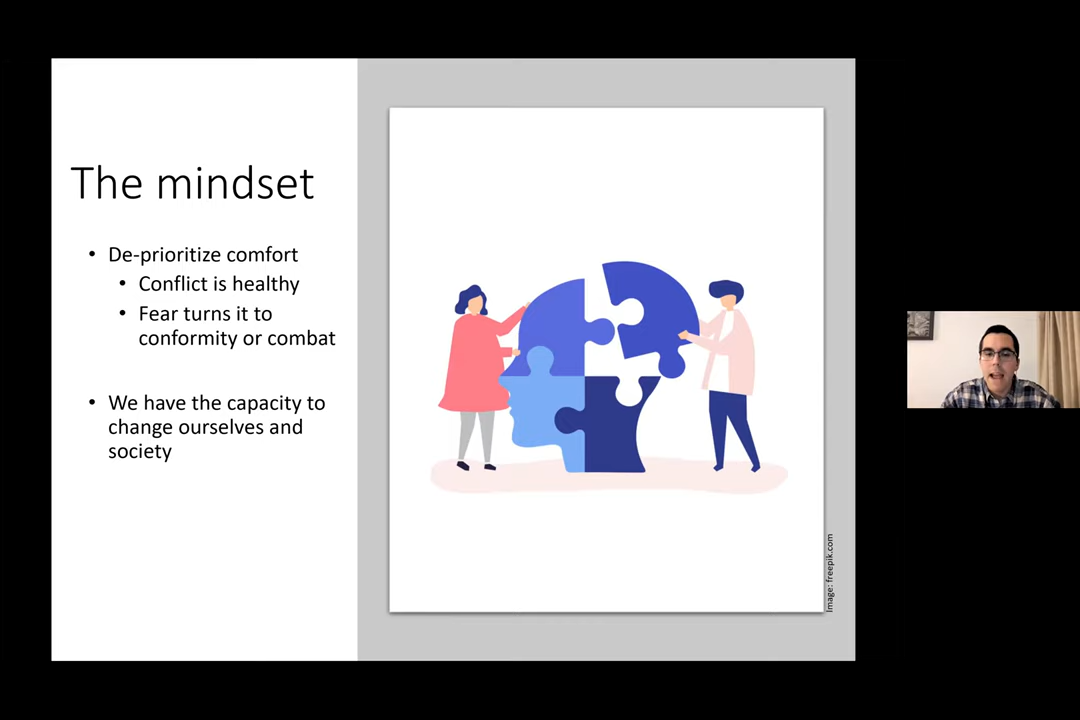 The mindset
• De-prioritize comfort
• Conflict is healthy
• Fear turns it to
conformity or combat
• We have the capacity to
change ourselves and
society
Image: freepik.com